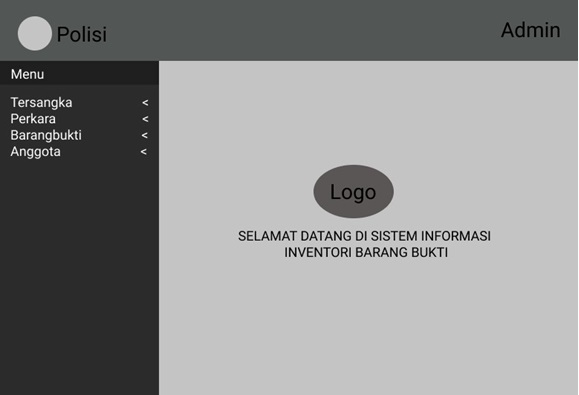 Polisi
Admin
Menu
Tersangka <
Perkara <
Barangbukti <
Anggota <
Logo
SELAMAT DATANG DI SISTEM INFORMASI
INVENTORI BARANG BUKTI